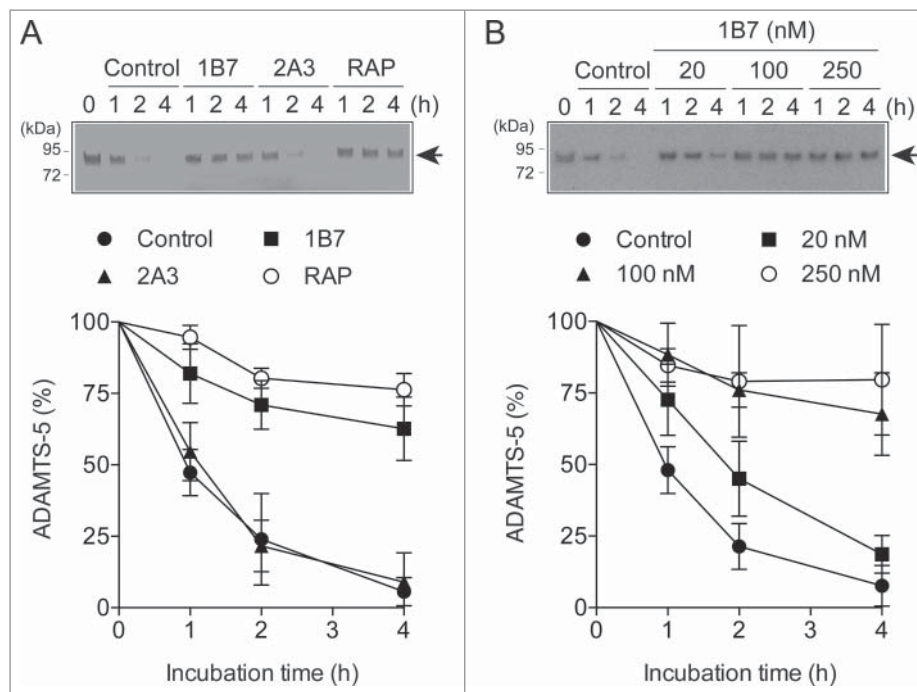 A
Control 1B7 2A3 RAP
0 1 2 4 1 2 4 1 2 4 1 2 4 (h)
(kDa)
95
72
Control 1B7
2A3 RAP
100
75
50
25
0
ADAMTS-5 (%)
0 1 2 3 4
Incubation time (h)
B
1B7 (nM)
Control 20 100 250
0 1 2 4 1 2 4 1 2 4 1 2 4 (h)
(kDa)
95
72
Control 20 nM
100 nM 250 nM
100
75
50
25
0
ADAMTS-5 (%)
0 1 2 3 4
Incubation time (h)